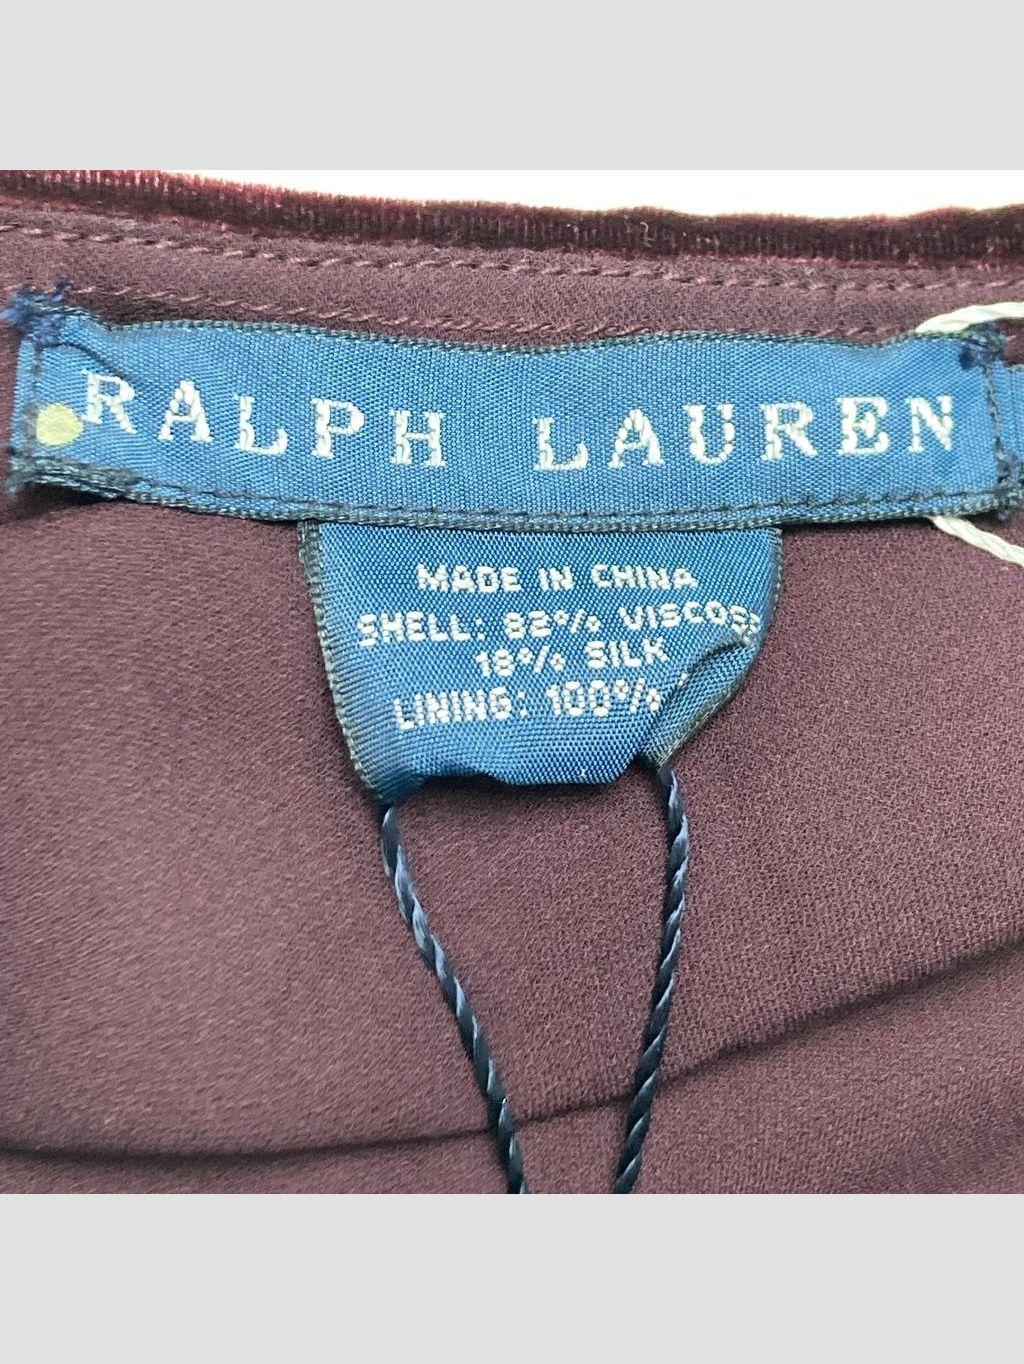 RALPH LAUREN
MADE IN CHINA
SHELL: 82% VISCOSE
18% SILK
LINING: 100%